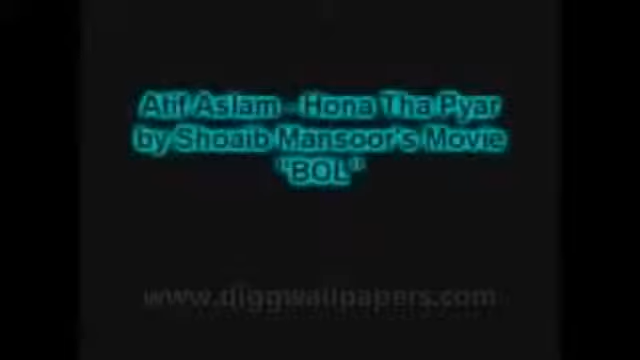 Atif Aslam - Hona Tha Pyar
by Shoaib Mansoor's Movie
"BOL"
www.diggwallpapers.com